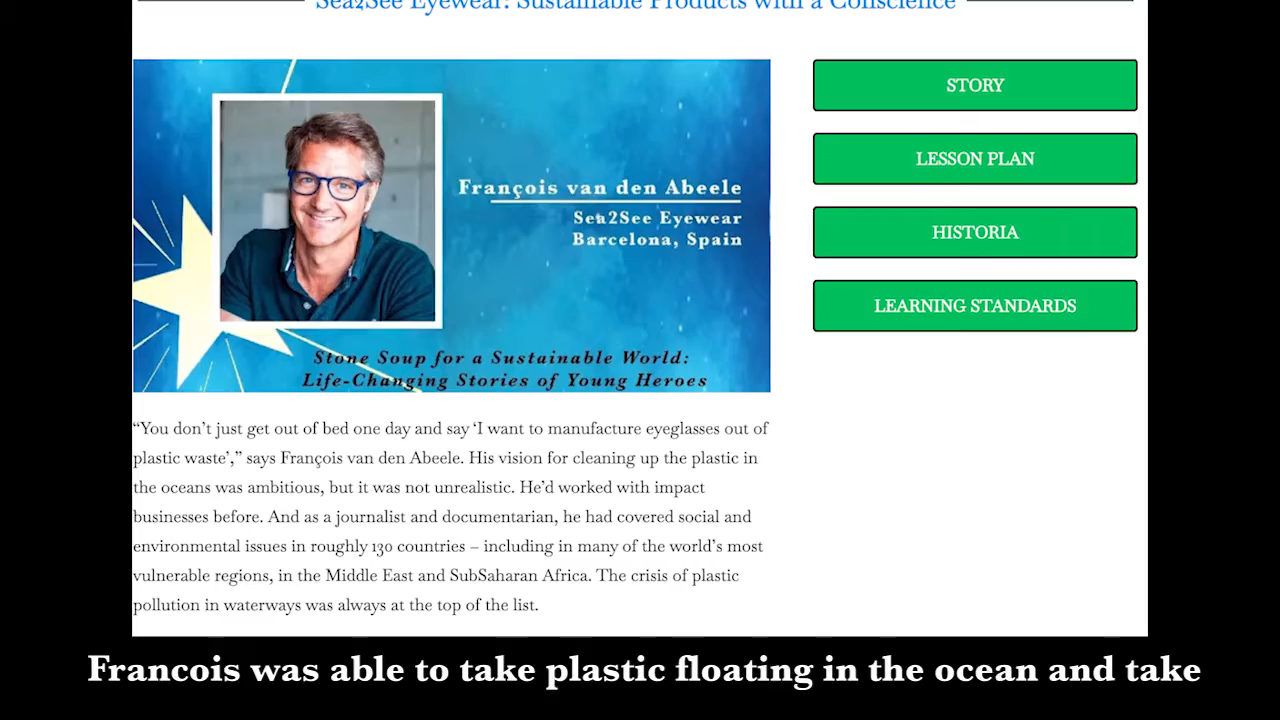 Sea2See Eyewear: Sustainable Products with a Conscience
François van den Abeele
Sea2See Eyewear
Barcelona, Spain
Stone Soup for a Sustainable World:
Life-Changing Stories of Young Heroes
STORY
LESSON PLAN
HISTORIA
LEARNING STANDARDS
“You don’t just get out of bed one day and say ‘I want to manufacture eyeglasses out of
plastic waste’,” says François van den Abeele. His vision for cleaning up the plastic in
the oceans was ambitious, but it was not unrealistic. He’d worked with impact
businesses before. And as a journalist and documentarian, he had covered social and
environmental issues in roughly 130 countries – including in many of the world’s most
vulnerable regions, in the Middle East and SubSaharan Africa. The crisis of plastic
pollution in waterways was always at the top of the list.
Francois was able to take plastic floating in the ocean and take